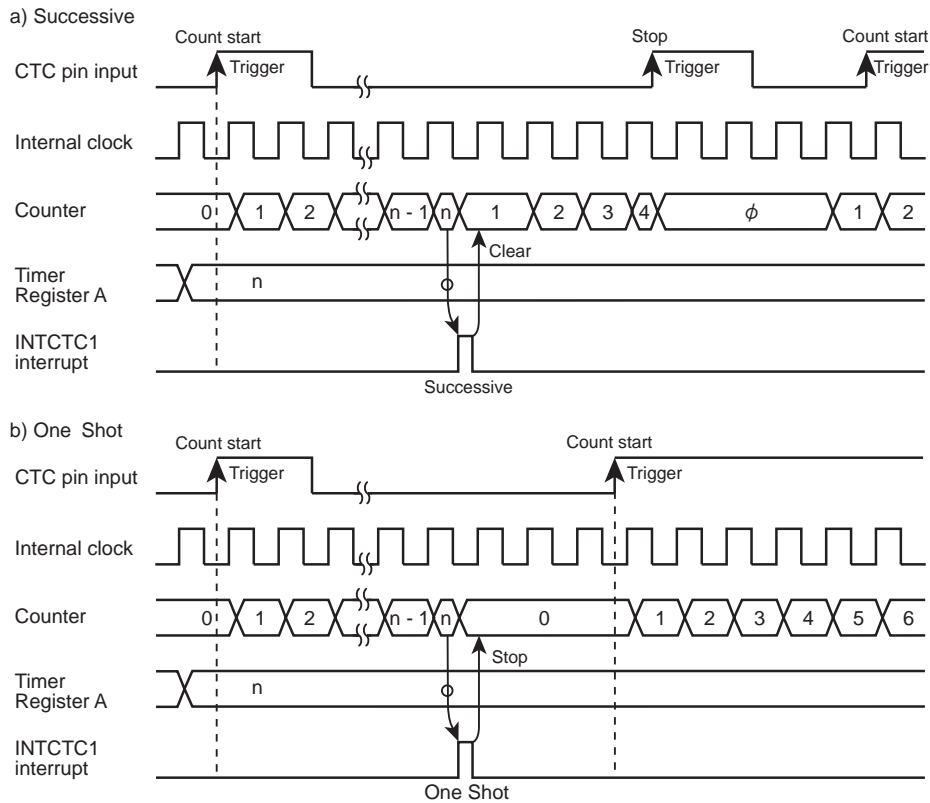 a) Successive
Count start
Stop
Count start
CTC pin input
Trigger
Trigger
Trigger
Internal clock
Counter
0 1 2 n - 1 n 1 2 3 4 ϕ 1 2
Clear
Timer
Register A
n
INTCTC1
interrupt
Successive
b) One Shot
Count start
Count start
CTC pin input
Trigger
Trigger
Internal clock
Counter
0 1 2 n - 1 n 0 1 2 3 4 5 6
Stop
Timer
Register A
n
INTCTC1
interrupt
One Shot